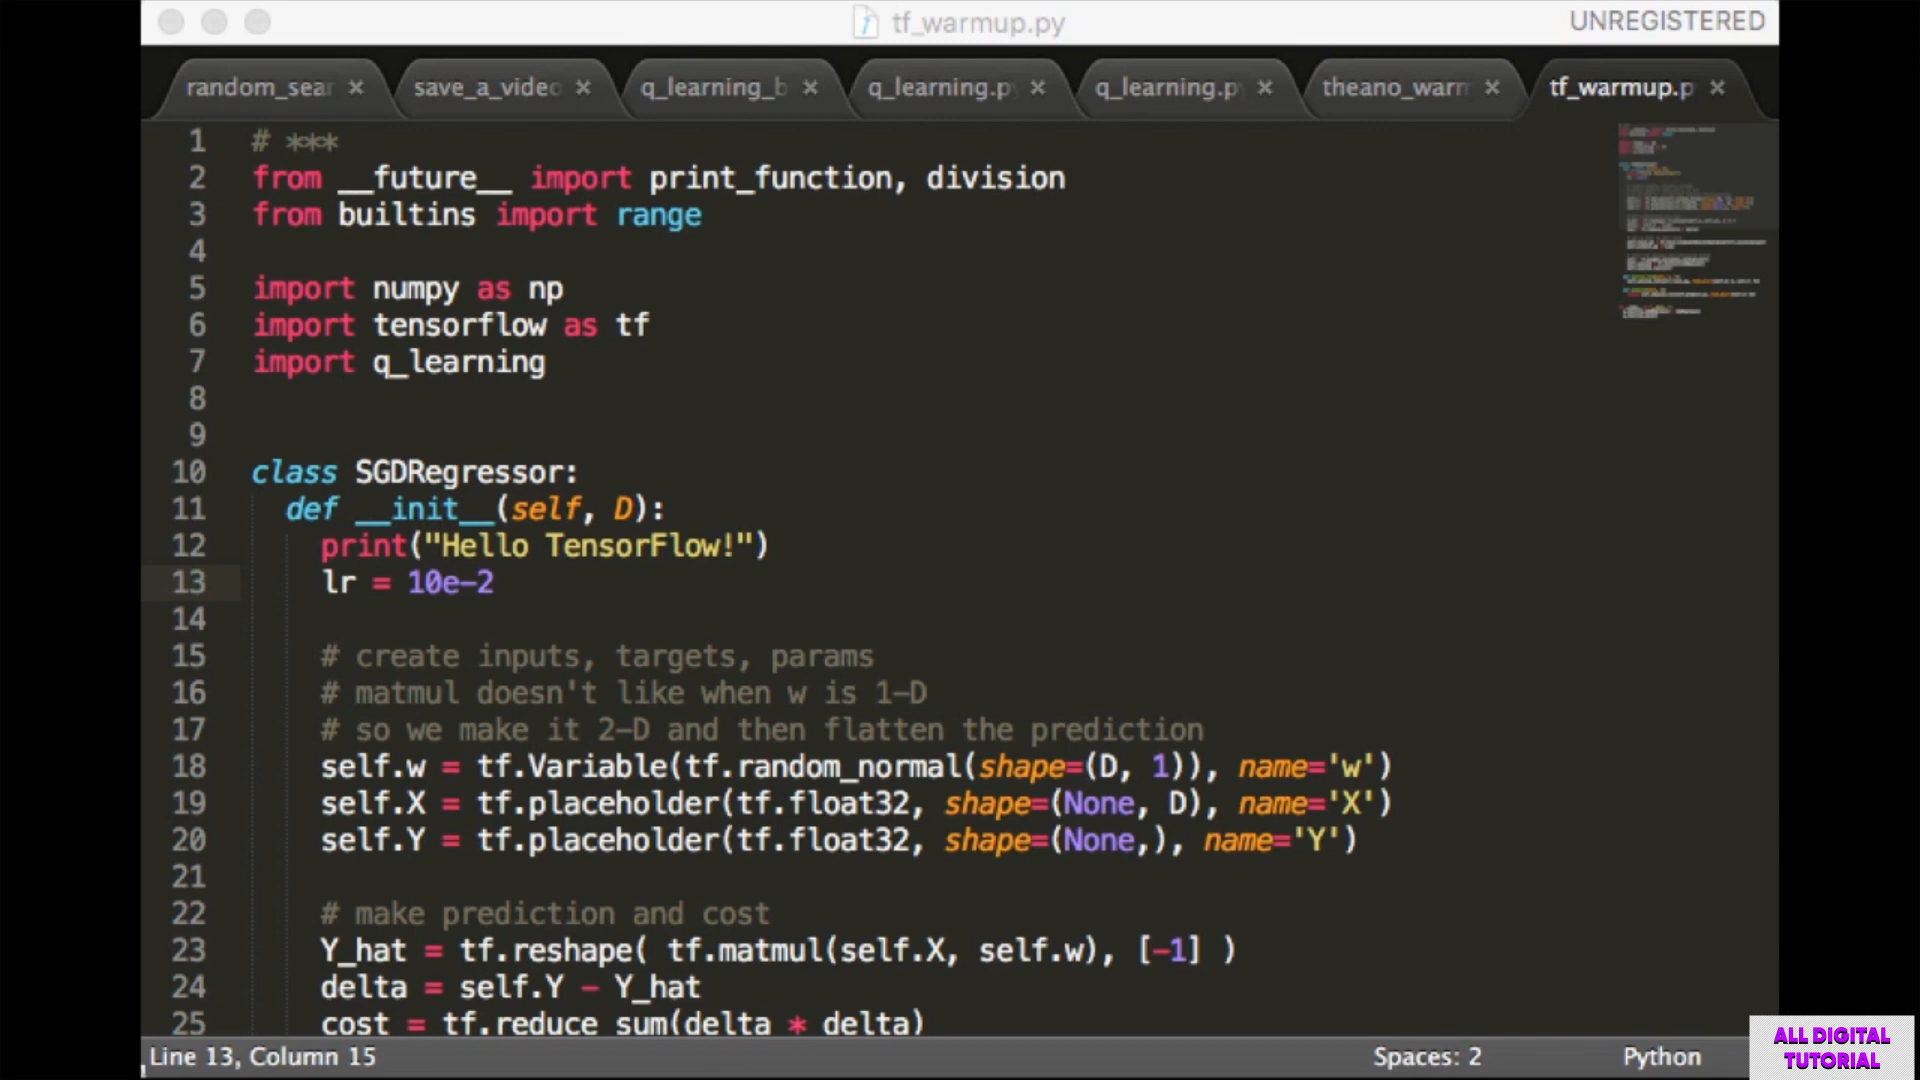 tf_warmup.py
UNREGISTERED
random_sear
save_a_video
q_learning_b
q_learning.py
q_learning.py
theano_warm
tf_warmup.p
1 # ***
2 from __future__ import print_function, division
3 from builtins import range
4
5 import numpy as np
6 import tensorflow as tf
7 import q_learning
8
9
10 class SGDRegressor:
11 def __init__(self, D):
12 print("Hello TensorFlow!")
13 lr = 10e-2
14
15 # create inputs, targets, params
16 # matmul doesn't like when w is 1-D
17 # so we make it 2-D and then flatten the prediction
18 self.w = tf.Variable(tf.random_normal(shape=(D, 1)), name='w')
19 self.X = tf.placeholder(tf.float32, shape=(None, D), name='X')
20 self.Y = tf.placeholder(tf.float32, shape=(None,), name='Y')
21
22 # make prediction and cost
23 Y_hat = tf.reshape( tf.matmul(self.X, self.w), [-1] )
24 delta = self.Y - Y_hat
25 cost = tf.reduce_sum(delta * delta)
Line 13, Column 15
Spaces: 2
Python
ALL DIGITAL
TUTORIAL